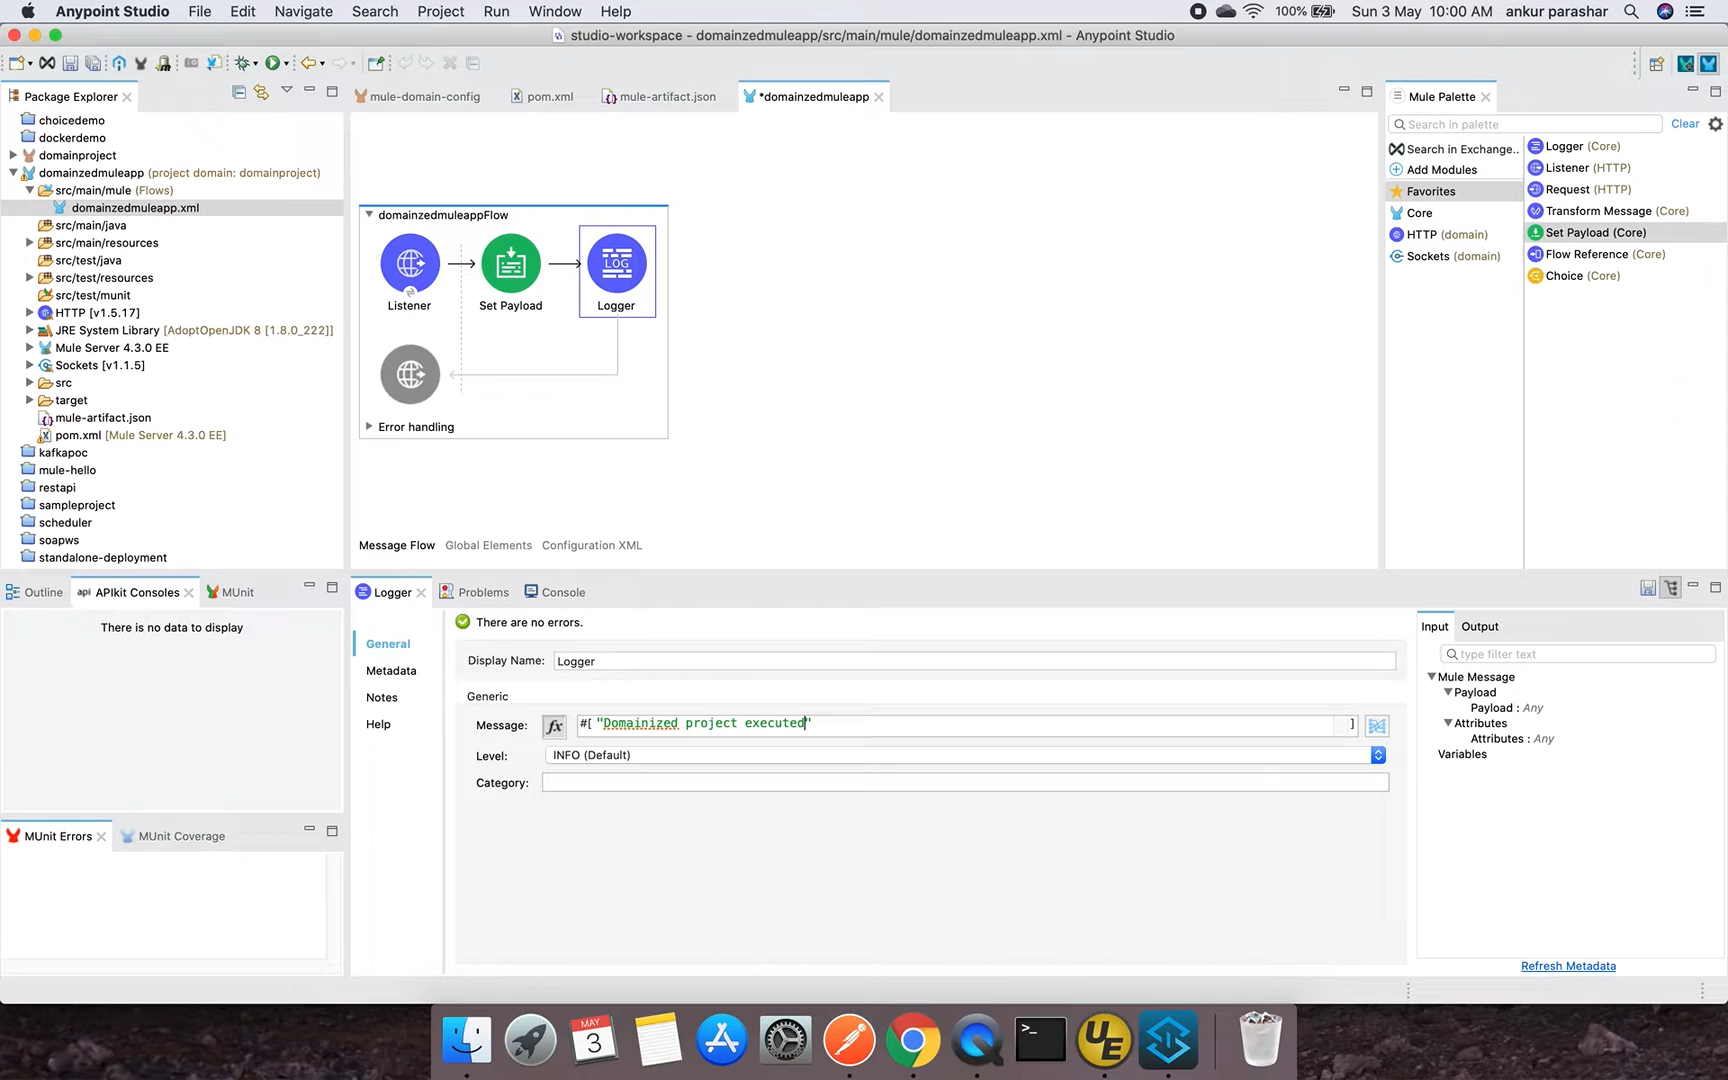 Anypoint Studio File Edit Navigate Search Project Run Window Help 100% Sun 3 May 10:00 AM ankur parashar
studio-workspace - domainzedmuleapp/src/main/mule/domainzedmuleapp.xml - Anypoint Studio
Package Explorer
mule-domain-config pom.xml mule-artifact.json *domainzedmuleapp
Mule Palette
choicedemo
dockerdemo
domainproject
domainzedmuleapp (project domain: domainproject)
src/main/mule (Flows)
domainzedmuleapp.xml
src/main/java
src/main/resources
src/test/java
src/test/resources
src/test/munit
HTTP [v1.5.17]
JRE System Library [AdoptOpenJDK 8 [1.8.0_222]]
Mule Server 4.3.0 EE
Sockets [v1.1.5]
src
target
mule-artifact.json
pom.xml [Mule Server 4.3.0 EE]
kafkapoc
mule-hello
restapi
sampleproject
scheduler
soapws
standalone-deployment
domainzedmuleappFlow
LOG
Listener Set Payload Logger
Error handling
Message Flow Global Elements Configuration XML
Search in palette Clear
Search in Exchange..
Add Modules
Favorites
Core
HTTP (domain)
Sockets (domain)
Logger (Core)
Listener (HTTP)
Request (HTTP)
Transform Message (Core)
Set Payload (Core)
Flow Reference (Core)
Choice (Core)
Outline api APIkit Consoles MUnit
There is no data to display
MUnit Errors MUnit Coverage
Logger Problems Console
There are no errors.
General
Metadata
Notes
Help
Display Name: Logger
Generic
Message: fx #[ "Domainized project executed" ]
Level: INFO (Default)
Category:
Input Output
type filter text
Mule Message
Payload
Payload : Any
Attributes
Attributes : Any
Variables
Refresh Metadata
MAY
3
>_
UE